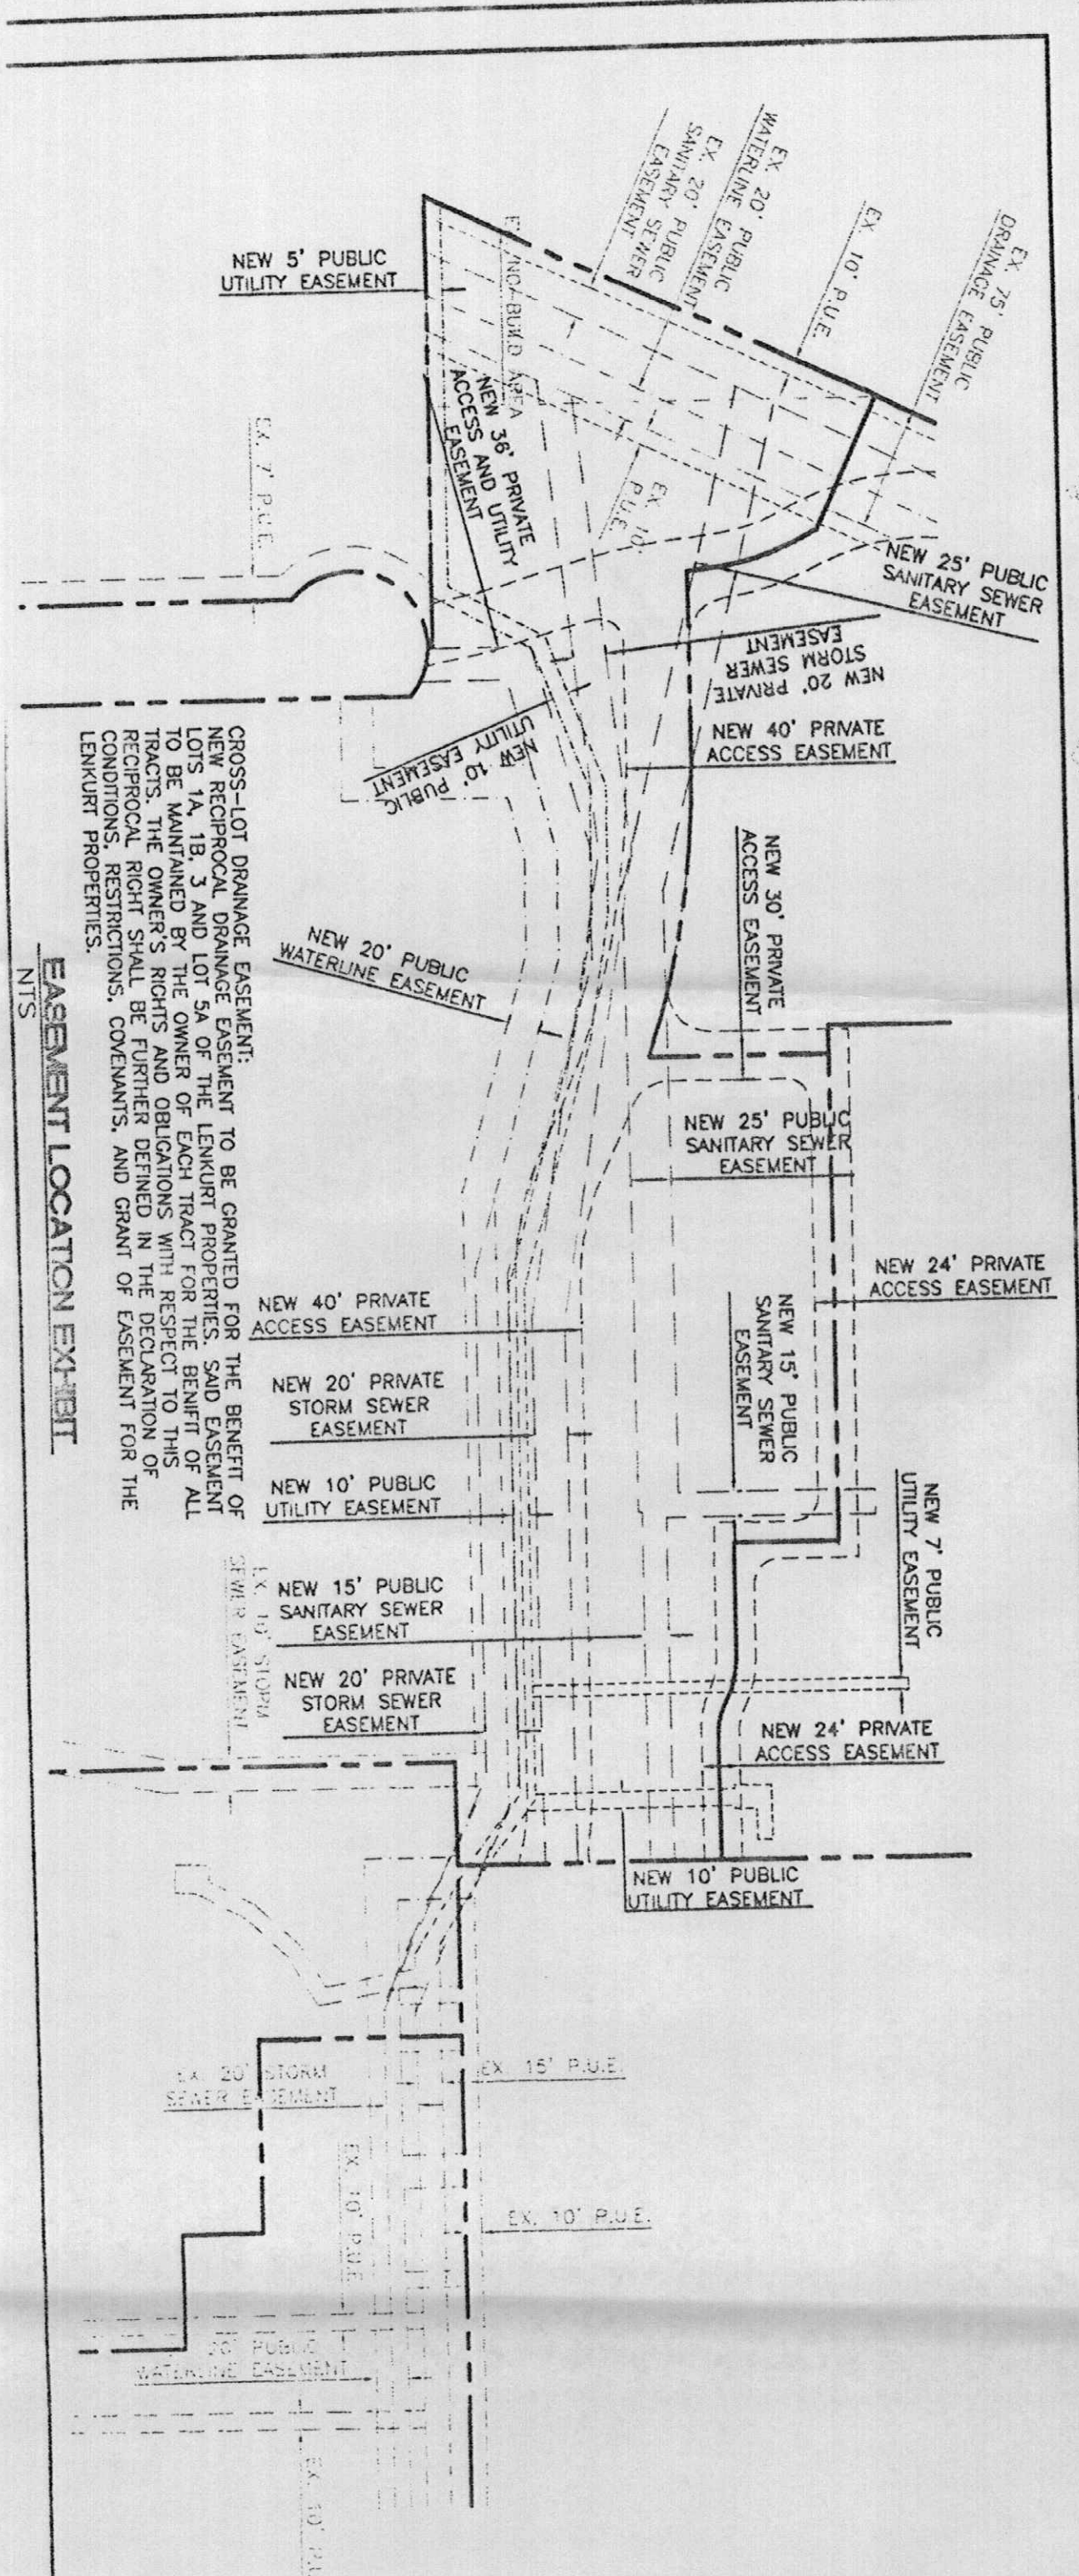 EX. 20' PUBLIC
WATERLINE EASEMENT
EX. 20' PUBLIC
SANITARY SEWER
EASEMENT
EX. 10' P.U.E.
EX. 75' PUBLIC
DRAINAGE EASEMENT
NEW 5' PUBLIC
UTILITY EASEMENT
NO-BUILD AREA
NEW 36' PRIVATE
ACCESS AND UTILITY
EASEMENT
EX. 7' P.U.E.
EX. 10'
P.U.E.
NEW 25' PUBLIC
SANITARY SEWER
EASEMENT
NEW 20' PRIVATE
STORM SEWER
EASEMENT
NEW 40' PRIVATE
ACCESS EASEMENT
NEW 10' PUBLIC
UTILITY EASEMENT
NEW 30' PRIVATE
ACCESS EASEMENT
NEW 20' PUBLIC
WATERLINE EASEMENT
NEW 25' PUBLIC
SANITARY SEWER
EASEMENT
NEW 24' PRIVATE
ACCESS EASEMENT
NEW 15' PUBLIC
SANITARY SEWER
EASEMENT
CROSS-LOT DRAINAGE EASEMENT:
NEW RECIPROCAL DRAINAGE EASEMENT TO BE GRANTED FOR THE BENEFIT OF
LOTS 1A, 1B, 3 AND LOT 5A OF THE LENKURT PROPERTIES. SAID EASEMENT
TO BE MAINTAINED BY THE OWNER OF EACH TRACT FOR THE BENIFIT OF ALL
TRACTS. THE OWNER'S RIGHTS AND OBLIGATIONS WITH RESPECT TO THIS
RECIPROCAL RIGHT SHALL BE FURTHER DEFINED IN THE DECLARATION OF
CONDITIONS, RESTRICTIONS, COVENANTS, AND GRANT OF EASEMENT FOR THE
LENKURT PROPERTIES.
EASEMENT LOCATION EXHIBIT
NTS
NEW 40' PRIVATE
ACCESS EASEMENT
NEW 20' PRIVATE
STORM SEWER
EASEMENT
NEW 10' PUBLIC
UTILITY EASEMENT
NEW 7' PUBLIC
UTILITY EASEMENT
NEW 15' PUBLIC
SANITARY SEWER
EASEMENT
EX. 10' STORM
SEWER EASEMENT
NEW 20' PRIVATE
STORM SEWER
EASEMENT
NEW 24' PRIVATE
ACCESS EASEMENT
NEW 10' PUBLIC
UTILITY EASEMENT
EX. 20' STORM
SEWER EASEMENT
EX. 15' P.U.E.
EX. 10' P.U.E.
EX. 10' P.U.E.
PUBLIC
WATERLINE EASEMENT
EX. 10'